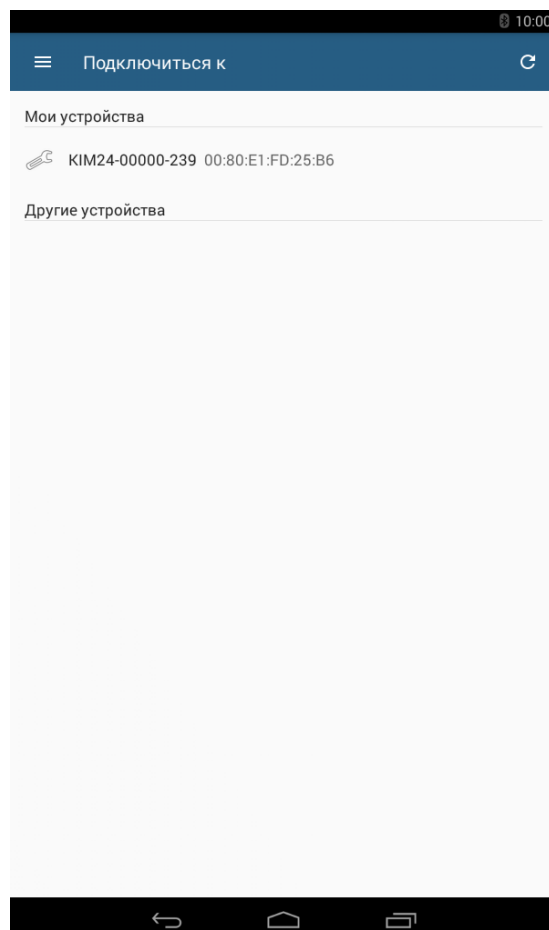 10:00
Подключиться к
Мои устройства
KIM24-00000-239 00:80:E1:FD:25:B6
Другие устройства